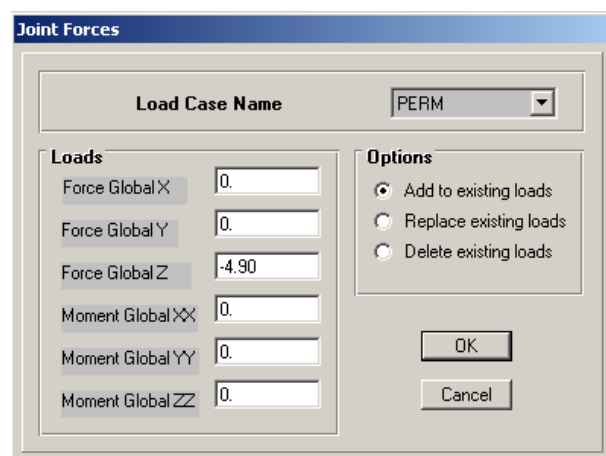 Joint Forces
Load Case Name
PERM
Loads
Force Global X
0.
Force Global Y
0.
Force Global Z
-4.90
Moment Global XX
0.
Moment Global YY
0.
Moment Global ZZ
0.
Options
Add to existing loads
Replace existing loads
Delete existing loads
OK
Cancel